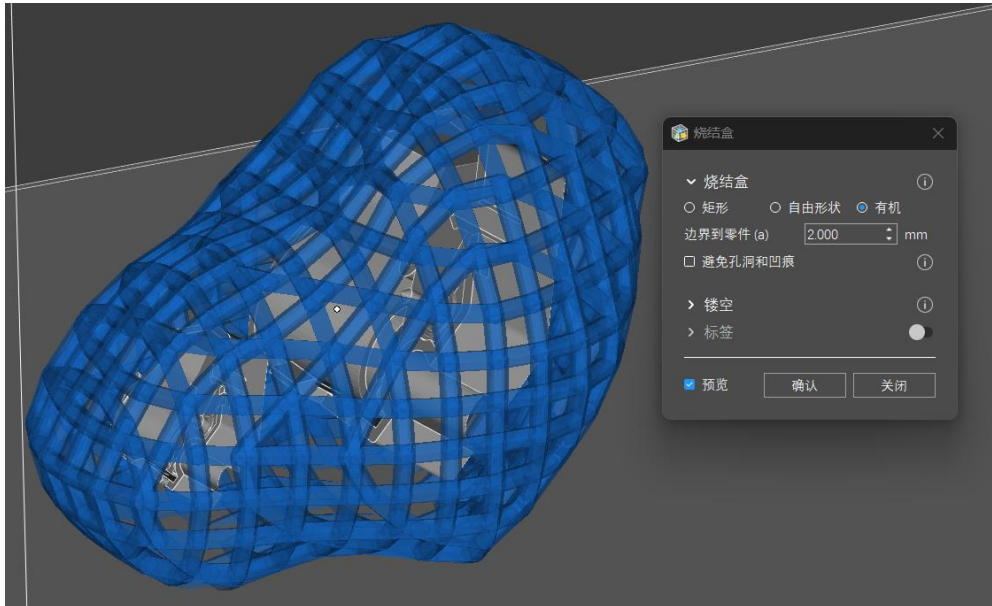 烧结盒
烧结盒
矩形 自由形状 有机
边界到零件 (a) 2.000 mm
避免孔洞和凹痕
镂空
标签
预览 确认 关闭